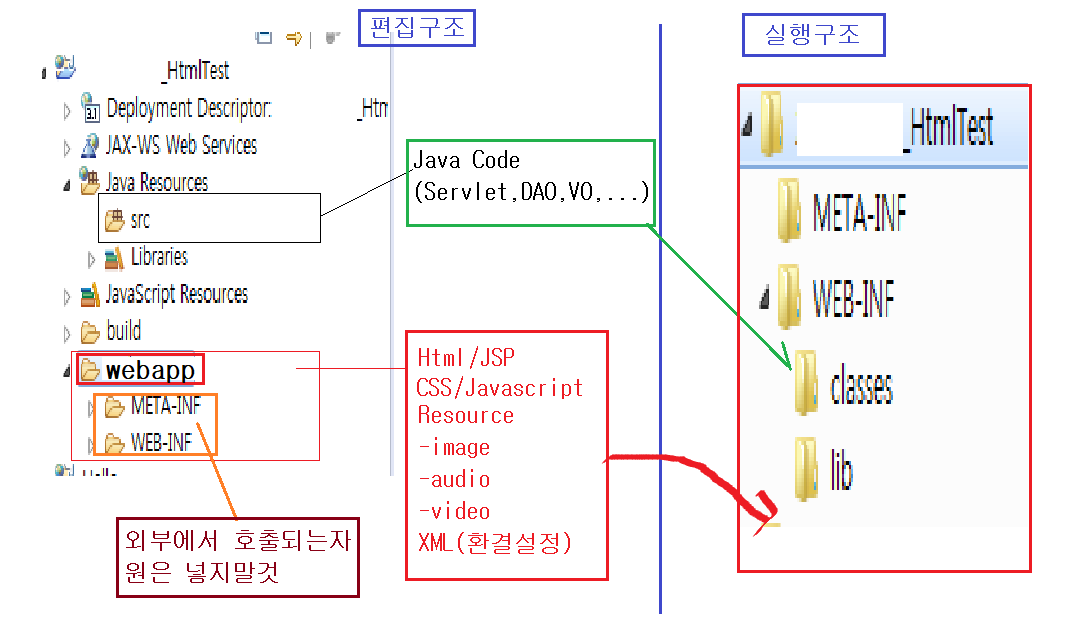 편집구조
_HtmlTest
Deployment Descriptor: _Htm
3.1
JAX-WS Web Services
Java Resources
src
Libraries
JavaScript Resources
build
webapp
META-INF
WEB-INF
외부에서 호출되는자
원은 넣지말것
Java Code
(Servlet,DAO,VO,...)
Html/JSP
CSS/Javascript
Resource
-image
-audio
-video
XML(환결설정)
실행구조
_HtmlTest
META-INF
WEB-INF
classes
lib